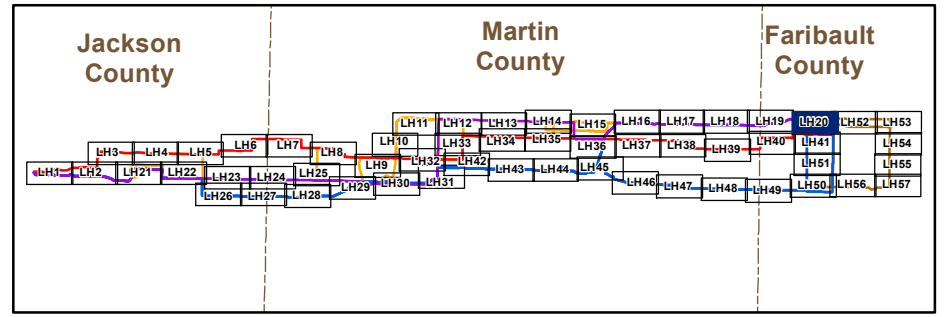 Jackson
County
Martin
County
Faribault
County
LH11 LH12 LH13 LH14 LH15 LH16 LH17 LH18 LH19 LH20 LH52 LH53
LH3 LH4 LH5 LH6 LH7 LH8 LH10 LH33 LH34 LH35 LH36 LH37 LH38 LH39 LH40 LH41 LH54
LH1 LH2 LH21 LH22 LH23 LH24 LH25 LH9 LH32 LH42 LH43 LH44 LH45 LH51 LH55
LH26 LH27 LH28 LH29 LH30 LH31 LH46 LH47 LH48 LH49 LH50 LH56 LH57